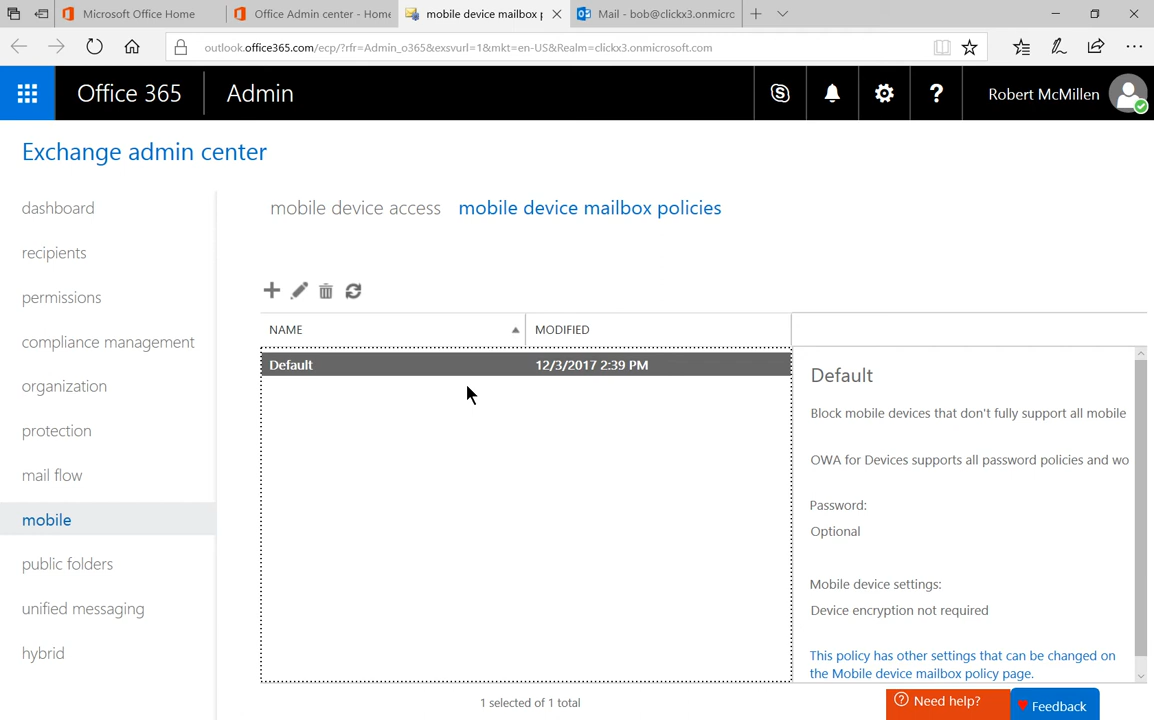 Microsoft Office Home
Office Admin center - Home
mobile device mailbox p
Mail - bob@clickx3.onmicro
outlook.office365.com/ecp/?rfr=Admin_o365&exsvurl=1&mkt=en-US&Realm=clickx3.onmicrosoft.com
Office 365
Admin
Robert McMillen
Exchange admin center
dashboard
recipients
permissions
compliance management
organization
protection
mail flow
mobile
public folders
unified messaging
hybrid
mobile device access
mobile device mailbox policies
NAME
MODIFIED
Default
12/3/2017 2:39 PM
1 selected of 1 total
Default
Block mobile devices that don't fully support all mobile
OWA for Devices supports all password policies and wo
Password:
Optional
Mobile device settings:
Device encryption not required
This policy has other settings that can be changed on
the Mobile device mailbox policy page.
Need help?
Feedback